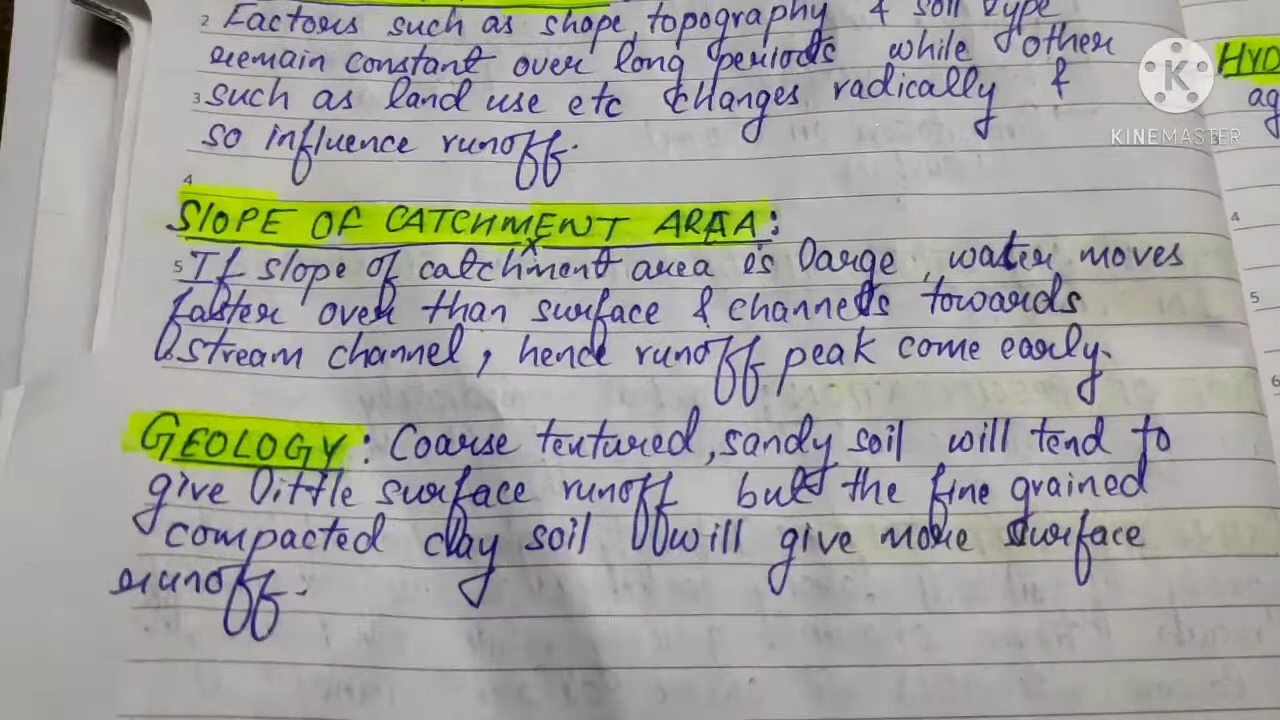 2 Factors such as shape, topography & soil type
remain constant over long periods while other
3 such as land use etc changes radically &
so influence runoff.
4
SLOPE OF CATCHMENT AREA:
5 If slope of catchment area is large, water moves
faster over than surface & channels towards
stream channel, hence runoff peak come early.
GEOLOGY: Coarse textured, sandy soil will tend to
give little surface runoff but the fine grained
compacted clay soil will give more surface
runoff.
HYD
ag
4
5
6
K
KINEMASTER